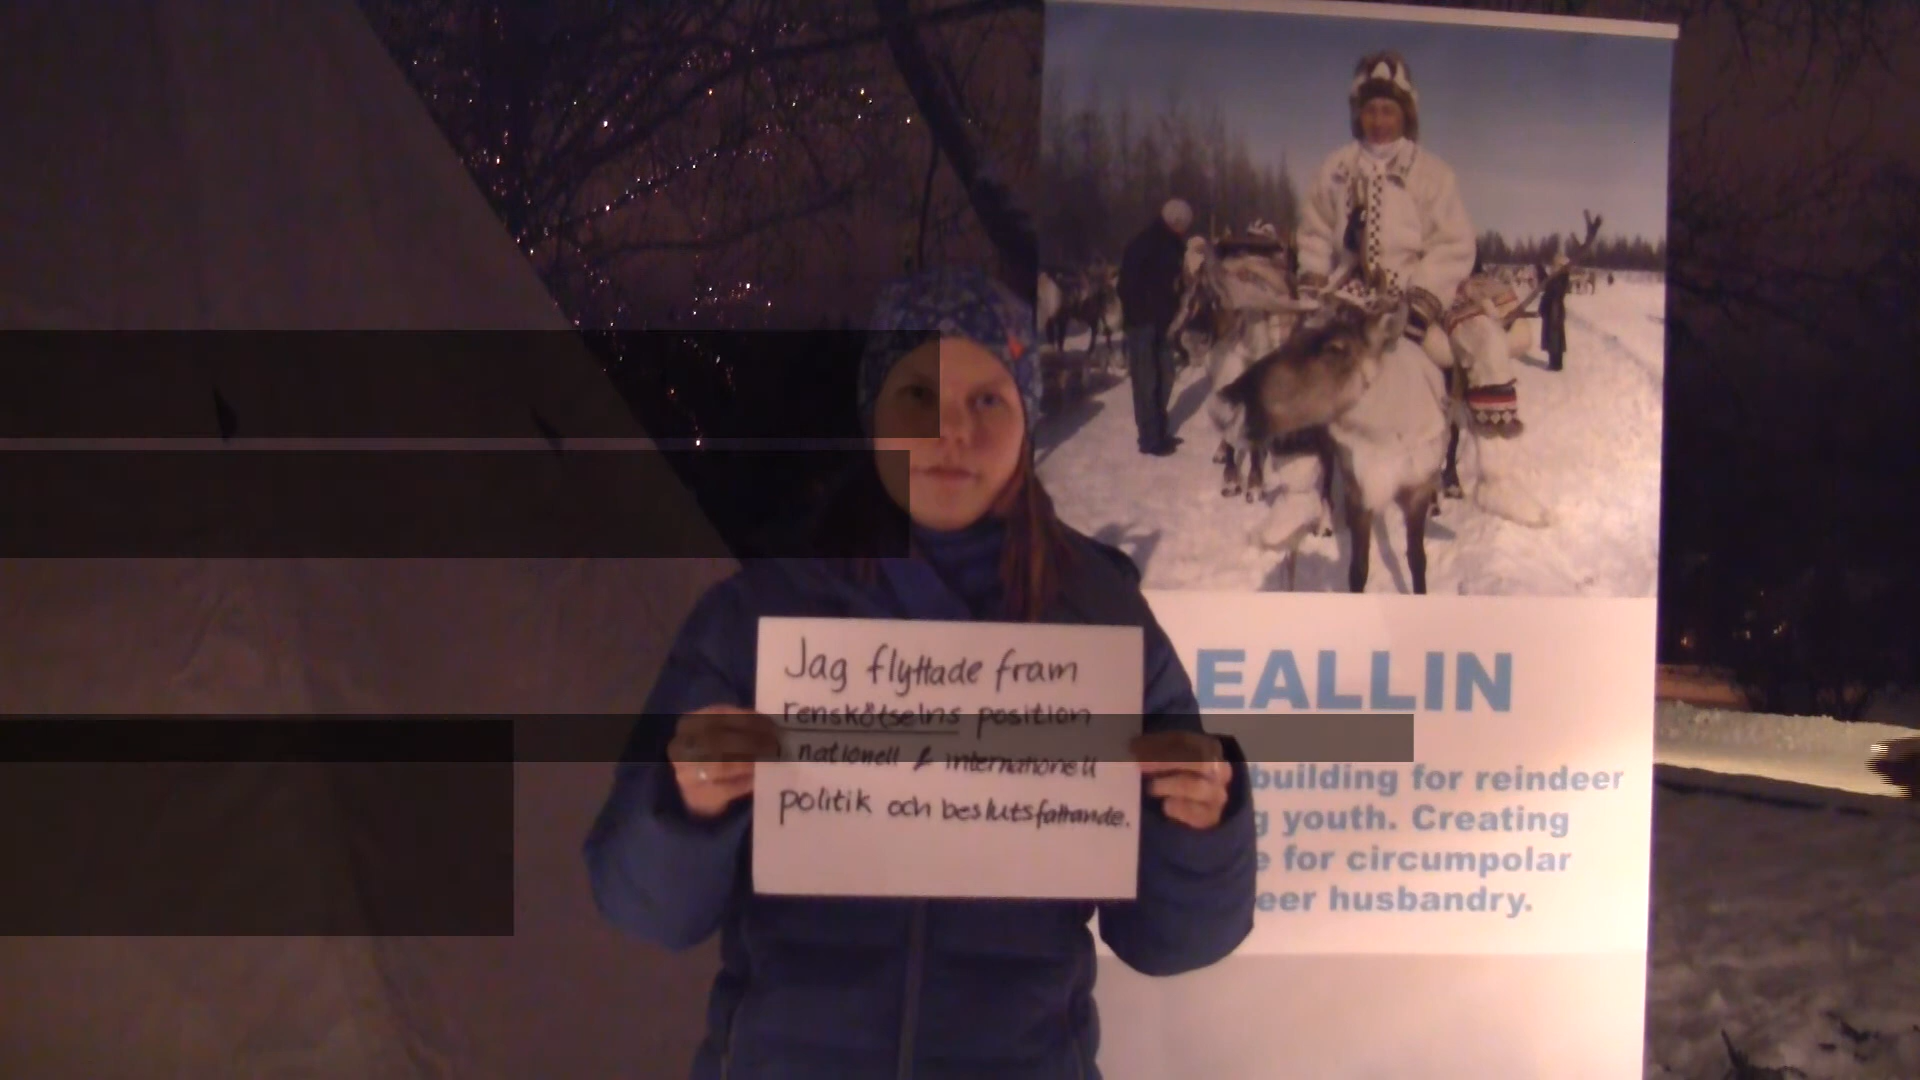 Jag flyttade fram
renskötselns position
i nationell & internationell
politik och beslutsfattande.
EALLIN
building for reindeer
g youth. Creating
e for circumpolar
eer husbandry.